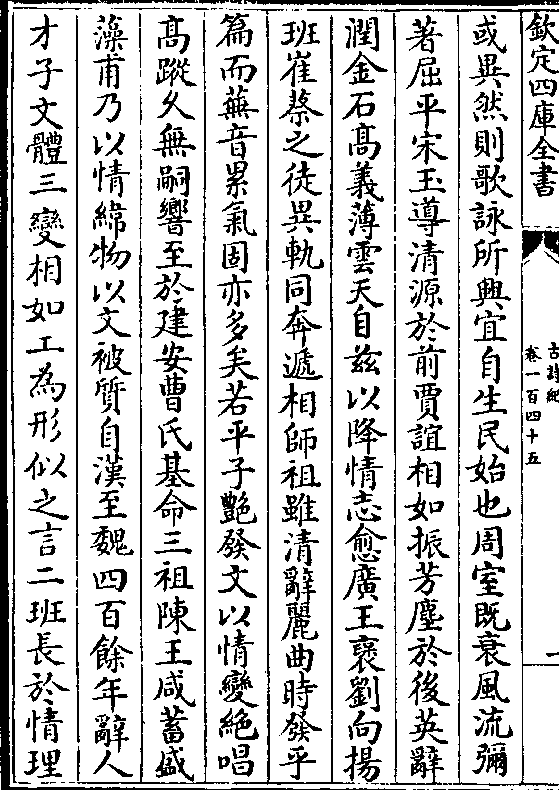 欽定四庫全書
古詩紀
卷一百四十五
一
或異然則歌詠所興宜自生民始也周室既衰風流彌
著屈平宋玉導清源於前賈誼相如振芳塵於後英辭
潤金石髙義薄雲天自兹以降情志愈廣王襃劉向揚
班崔蔡之徒異軌同奔遞相師祖雖清辭麗曲時發乎
篇而蕪音累氣固亦多矣若平子艶發文以情變絶唱
髙蹤久無嗣響至於建安曹氏基命三祖陳王咸蓄盛
藻甫乃以情緯物以文被質自漢至魏四百餘年辭人
才子文體三變相如工為形似之言二班長於情理